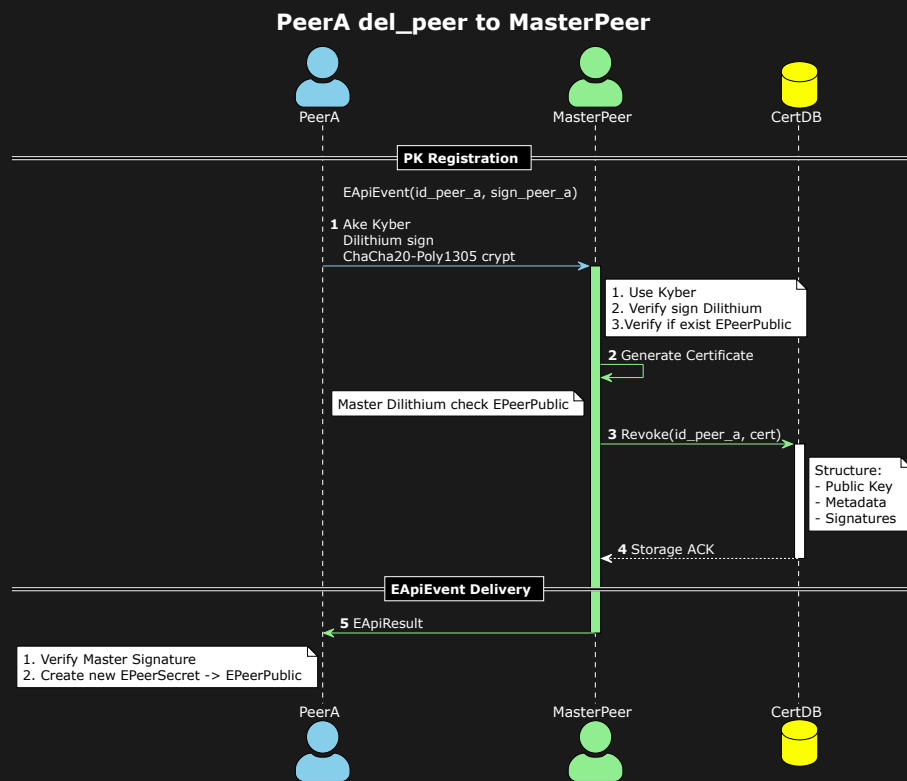 PeerA del_peer to MasterPeer
PeerA
MasterPeer
CertDB
PK Registration
EApiEvent(id_peer_a, sign_peer_a)
1 Ake Kyber
Dilithium sign
ChaCha20-Poly1305 crypt
1. Use Kyber
2. Verify sign Dilithium
3.Verify if exist EPeerPublic
2 Generate Certificate
Master Dilithium check EPeerPublic
3 Revoke(id_peer_a, cert)
Structure:
- Public Key
- Metadata
- Signatures
4 Storage ACK
EApiEvent Delivery
5 EApiResult
1. Verify Master Signature
2. Create new EPeerSecret -> EPeerPublic
PeerA
MasterPeer
CertDB